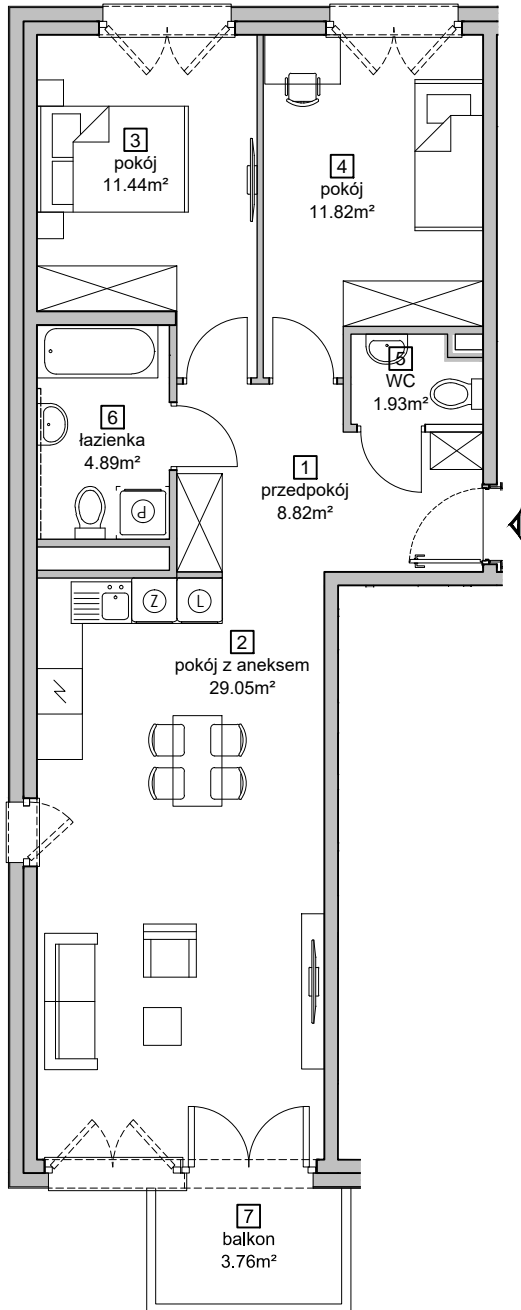 3
pokój
11.44m²
4
pokój
11.82m²
5
WC
1.93m²
6
łazienka
4.89m²
1
przedpokój
8.82m²
P
Z
L
2
pokój z aneksem
29.05m²
7
balkon
3.76m²